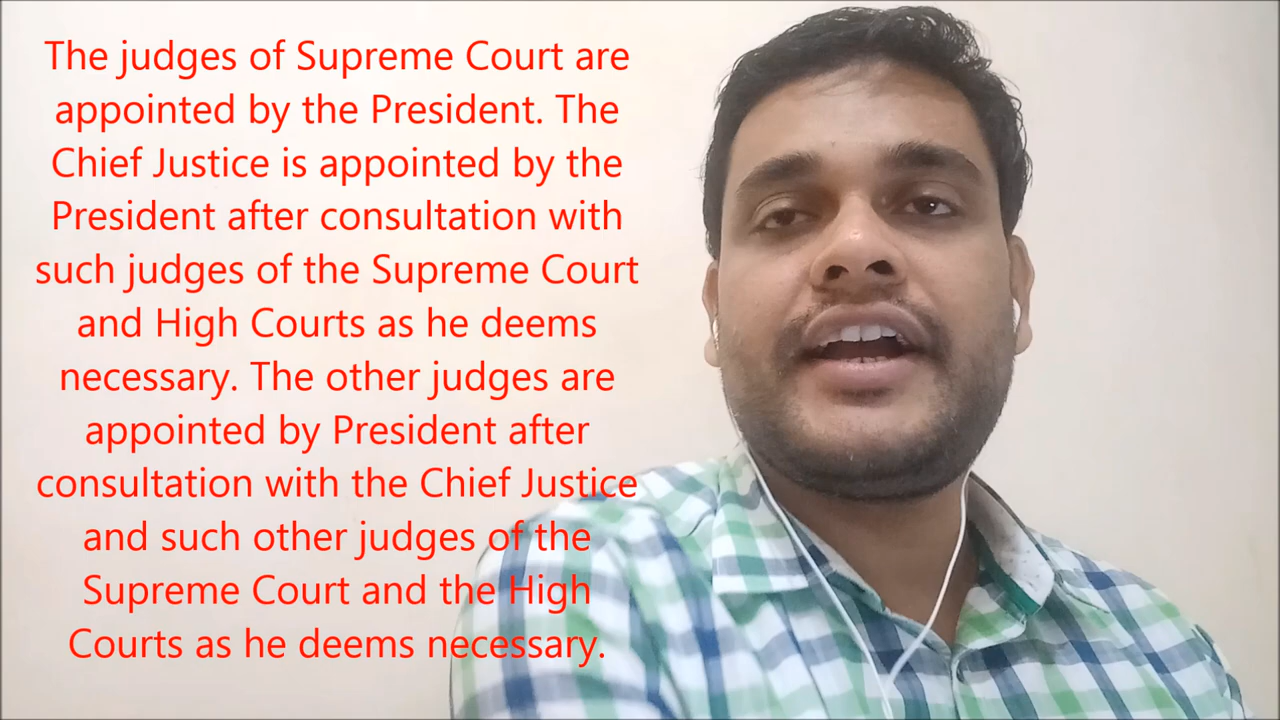 The judges of Supreme Court are
appointed by the President. The
Chief Justice is appointed by the
President after consultation with
such judges of the Supreme Court
and High Courts as he deems
necessary. The other judges are
appointed by President after
consultation with the Chief Justice
and such other judges of the
Supreme Court and the High
Courts as he deems necessary.